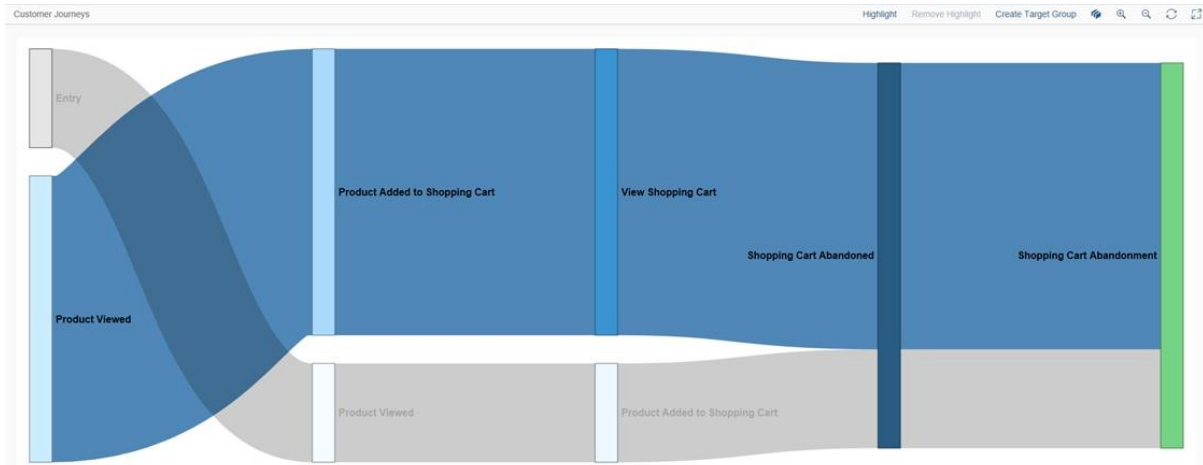 Customer Journeys
Highlight
Remove Highlight
Create Target Group
Entry
Product Added to Shopping Cart
View Shopping Cart
Shopping Cart Abandoned
Shopping Cart Abandonment
Product Viewed
Product Viewed
Product Added to Shopping Cart